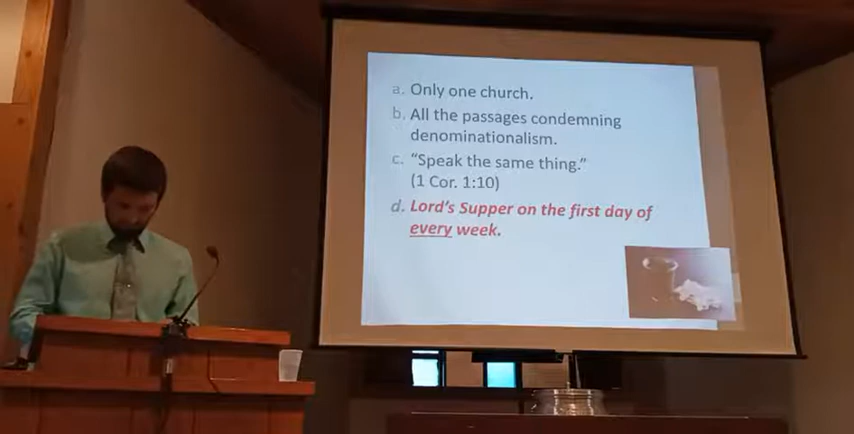 a. Only one church.
b. All the passages condemning
denominationalism.
c. “Speak the same thing.”
(1 Cor. 1:10)
d. Lord’s Supper on the first day of
every week.